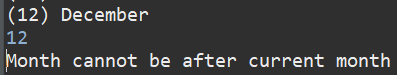 (12) December
12
Month cannot be after current month